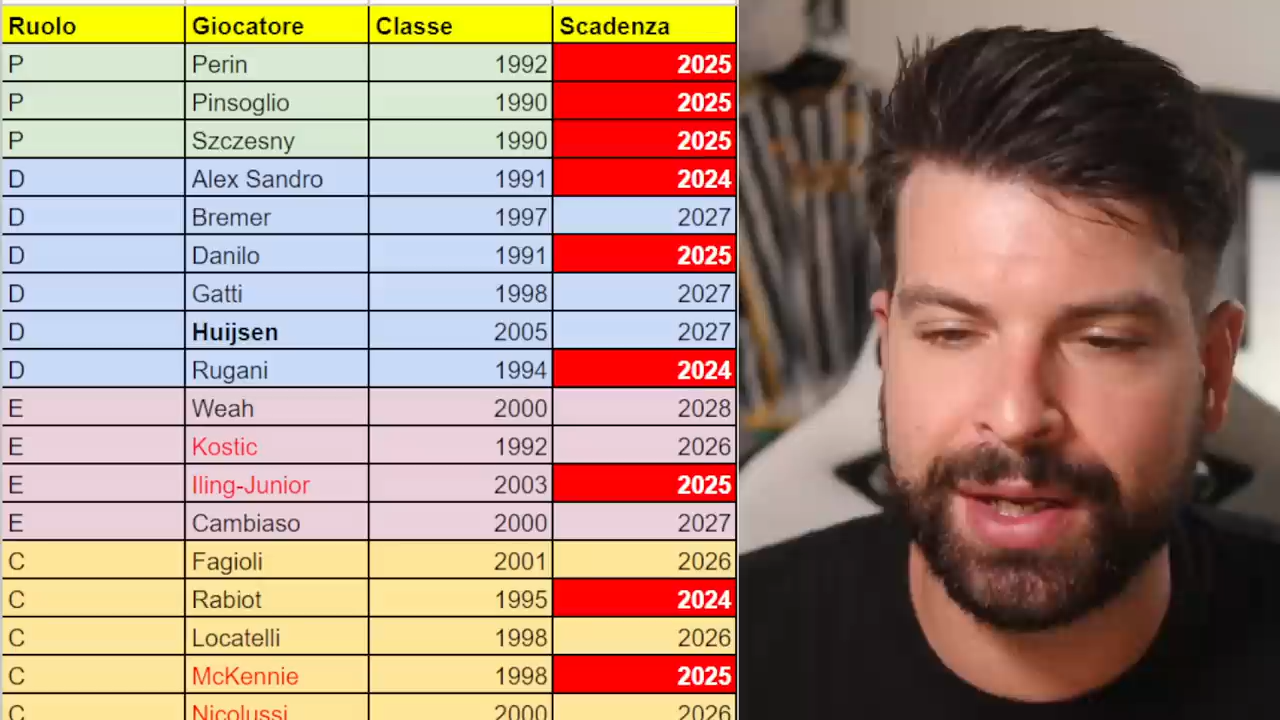 Ruolo Giocatore Classe Scadenza
P Perin 1992 2025
P Pinsoglio 1990 2025
P Szczesny 1990 2025
D Alex Sandro 1991 2024
D Bremer 1997 2027
D Danilo 1991 2025
D Gatti 1998 2027
D Huijsen 2005 2027
D Rugani 1994 2024
E Weah 2000 2028
E Kostic 1992 2026
E Iling-Junior 2003 2025
E Cambiaso 2000 2027
C Fagioli 2001 2026
C Rabiot 1995 2024
C Locatelli 1998 2026
C McKennie 1998 2025
C Nicolussi 2000 2026